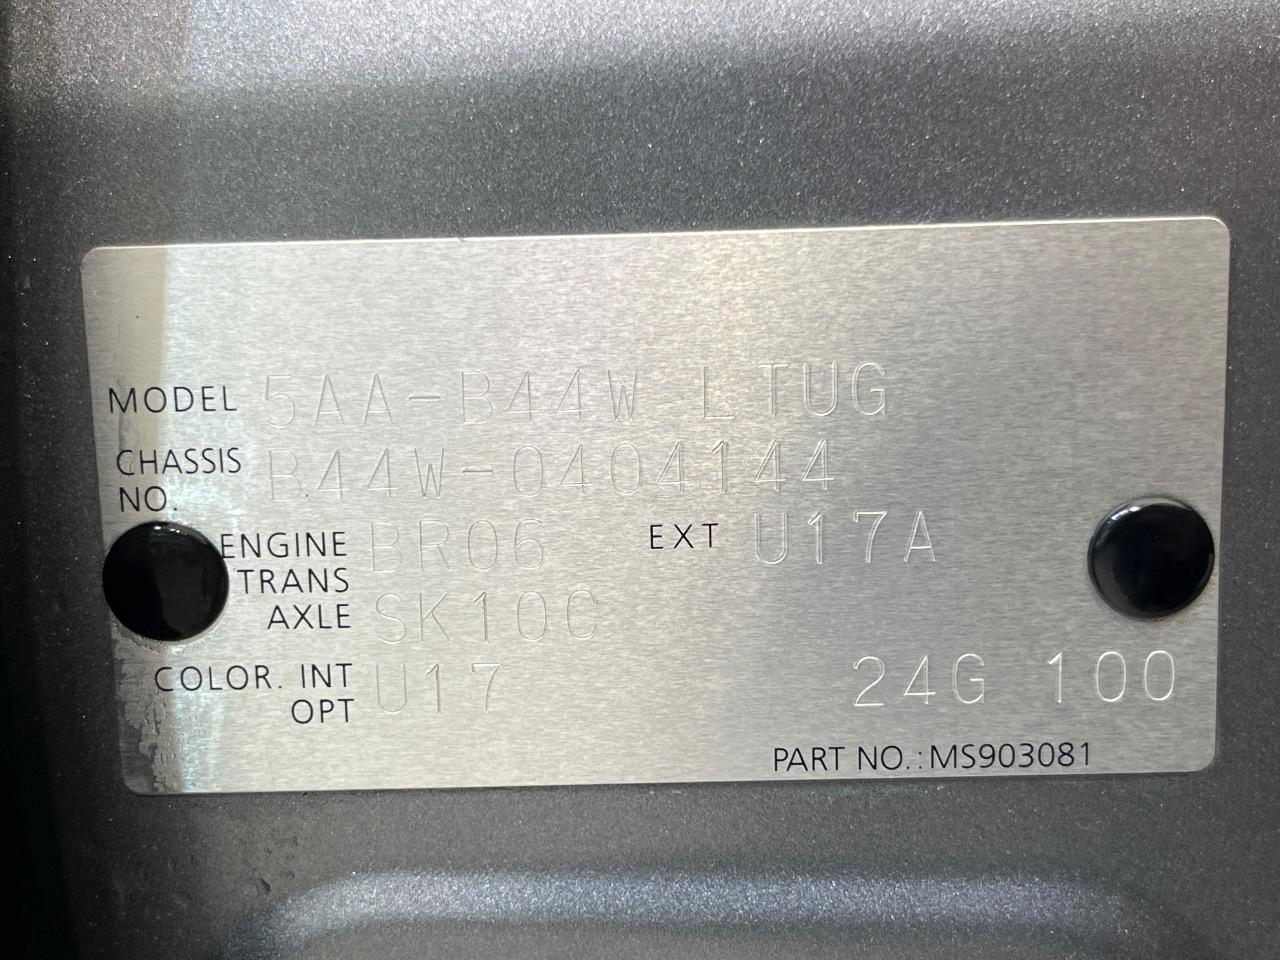 MODEL 5AA-B44W LTUG
CHASSIS NO. B44W-0404144
ENGINE BR06 EXT U17A
TRANS AXLE SK10C
COLOR. INT U17 24G 100
OPT
PART NO.:MS903081